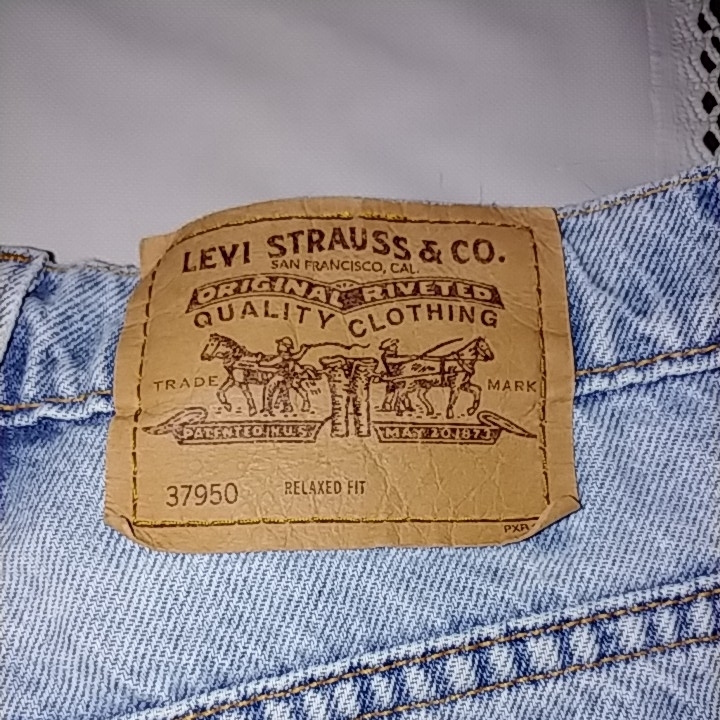 LEVI STRAUSS & CO.
SAN FRANCISCO, CAL.
ORIGINAL RIVETED
QUALITY CLOTHING
TRADE MARK
PATENTED IN U.S. MAY 20 1873
37950 RELAXED FIT